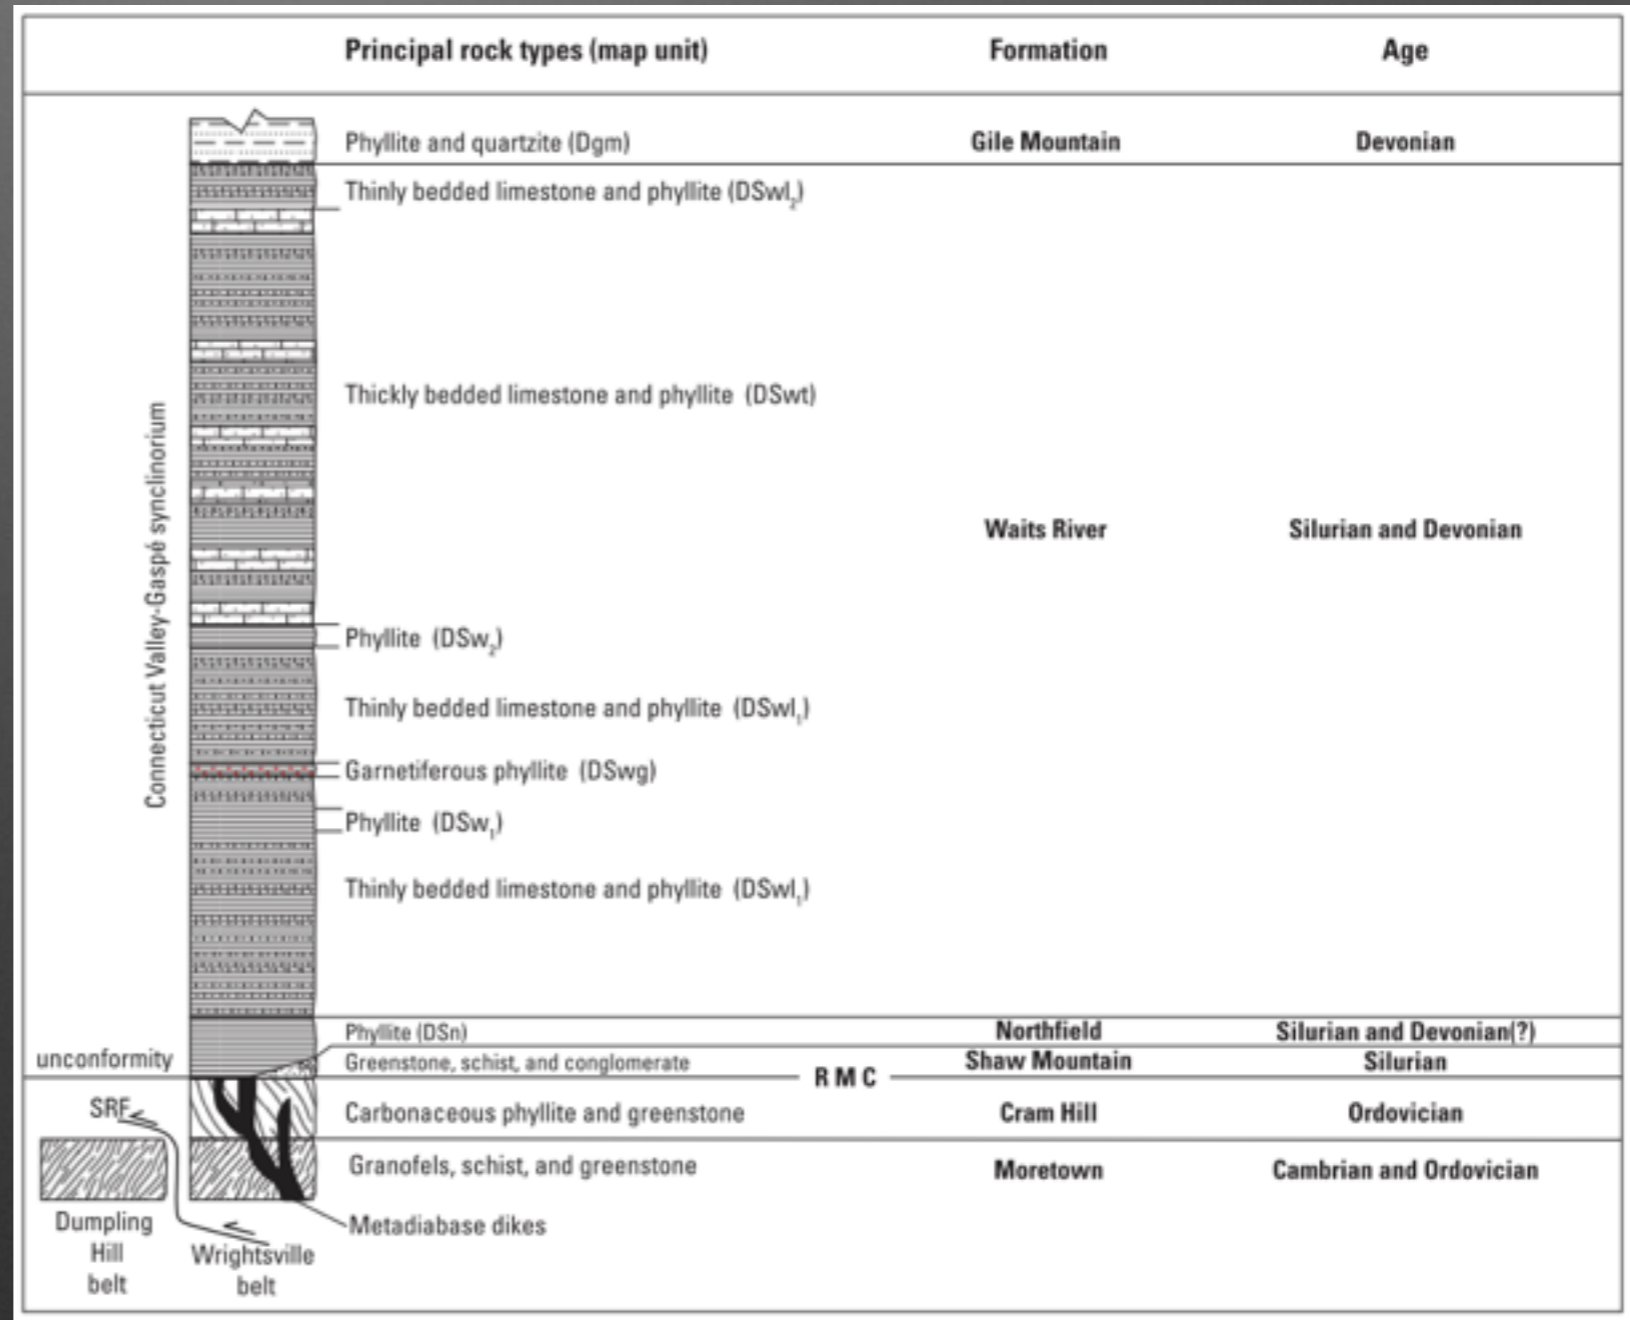 Principal rock types (map unit) Formation Age
Phyllite and quartzite (Dgm) Gile Mountain Devonian
Thinly bedded limestone and phyllite (DSwl₂)
Thickly bedded limestone and phyllite (DSwt)
Connecticut Valley-Gaspé synclinorium
Waits River Silurian and Devonian
Phyllite (DSw₂)
Thinly bedded limestone and phyllite (DSwl₁)
Garnetiferous phyllite (DSwg)
Phyllite (DSw₁)
Thinly bedded limestone and phyllite (DSwl₁)
Phyllite (DSn) Northfield Silurian and Devonian(?)
unconformity Greenstone, schist, and conglomerate Shaw Mountain Silurian
R M C
SRF Carbonaceous phyllite and greenstone Cram Hill Ordovician
Granofels, schist, and greenstone Moretown Cambrian and Ordovician
Metadiabase dikes
Dumpling
Hill
belt
Wrightsville
belt